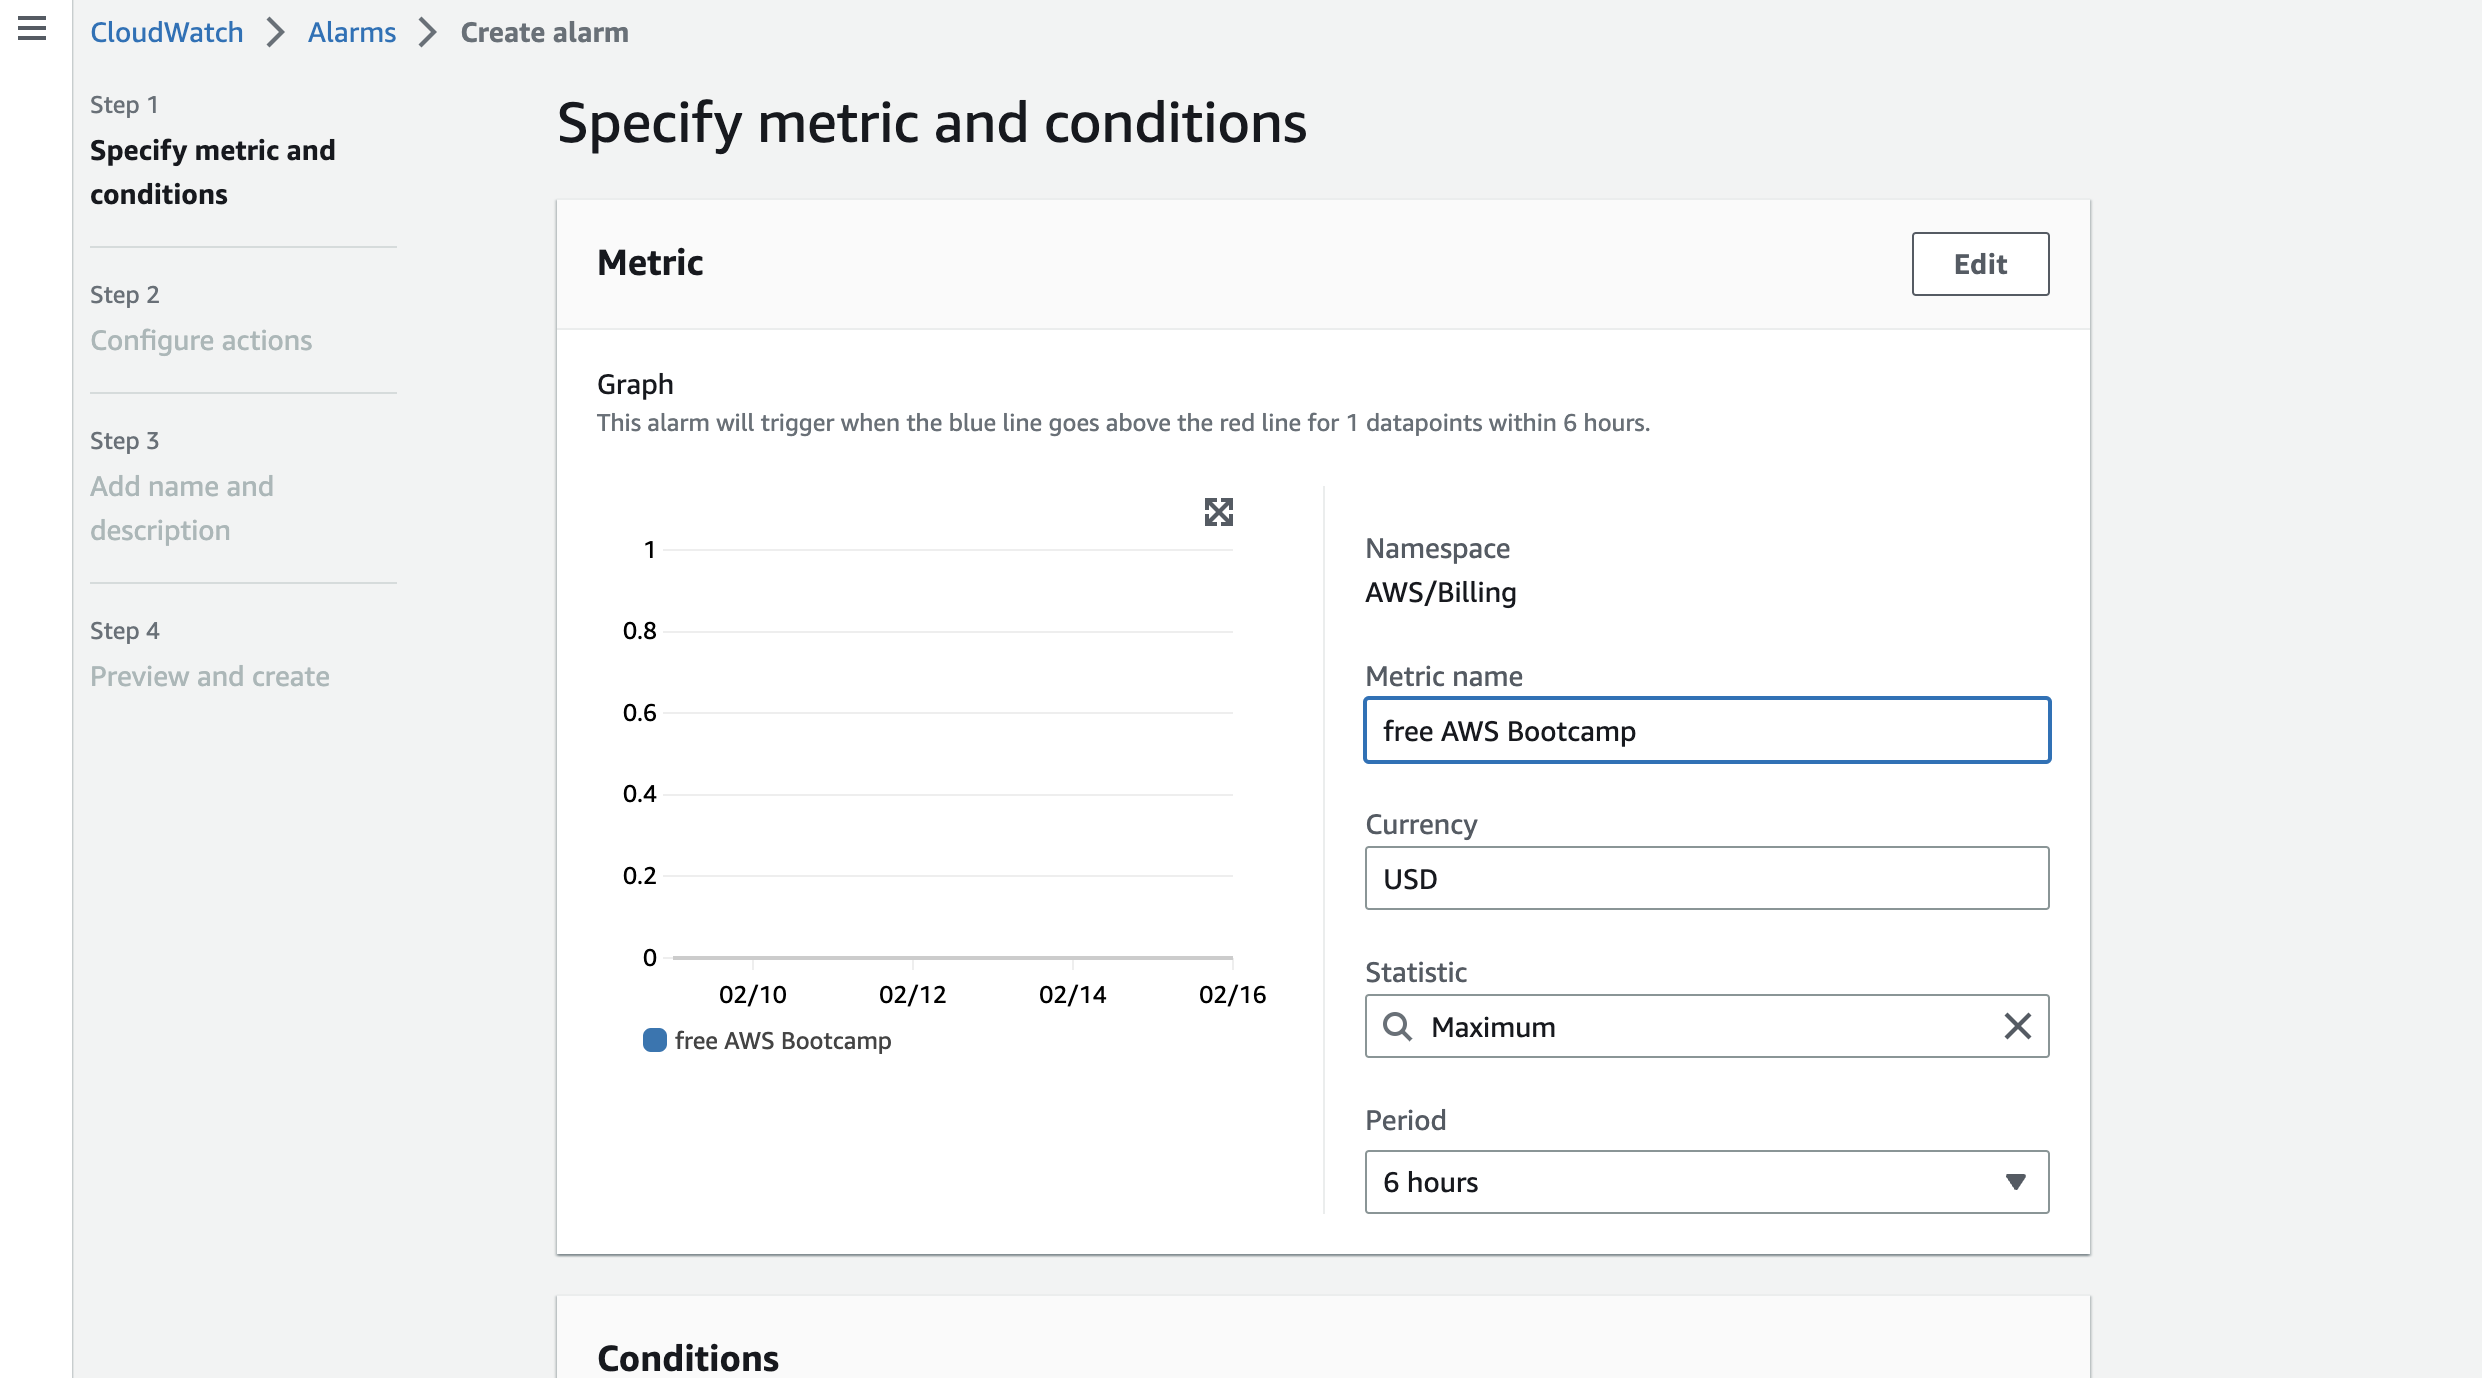 CloudWatch > Alarms > Create alarm
Step 1
Specify metric and
conditions
Step 2
Configure actions
Step 3
Add name and
description
Step 4
Preview and create
Specify metric and conditions
Metric
Edit
Graph
This alarm will trigger when the blue line goes above the red line for 1 datapoints within 6 hours.
1
0.8
0.6
0.4
0.2
0
02/10 02/12 02/14 02/16
free AWS Bootcamp
Namespace
AWS/Billing
Metric name
free AWS Bootcamp
Currency
USD
Statistic
Maximum
Period
6 hours
Conditions